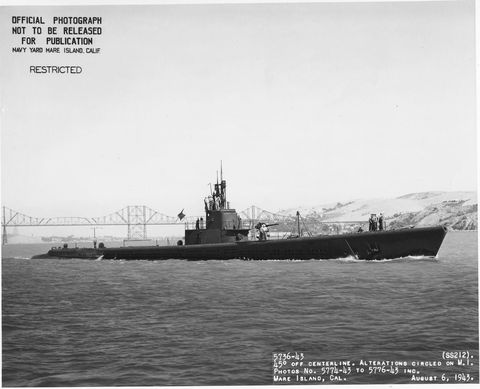 OFFICIAL PHOTOGRAPH
NOT TO BE RELEASED
FOR PUBLICATION
NAVY YARD MARE ISLAND, CALIF
RESTRICTED
5736-43 (SS212).
45° OFF CENTERLINE. ALTERATIONS CIRCLED ON M.I.
PHOTOS NO. 5774-43 TO 5776-43 INC.
MARE ISLAND, CAL. AUGUST 6, 1943.